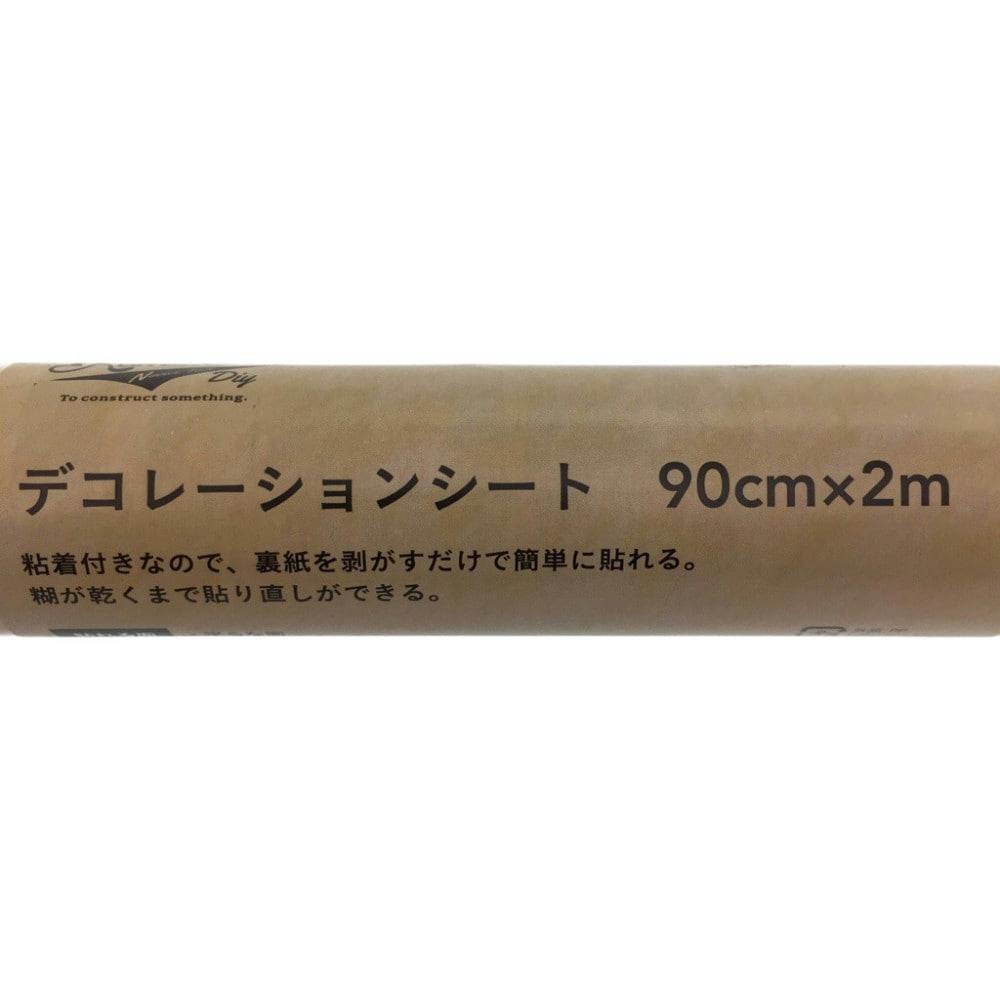 Diy
To construct something.
デコレーションシート 90cm×2m
粘着付きなので、裏紙を剥がすだけで簡単に貼れる。
糊が乾くまで貼り直しができる。